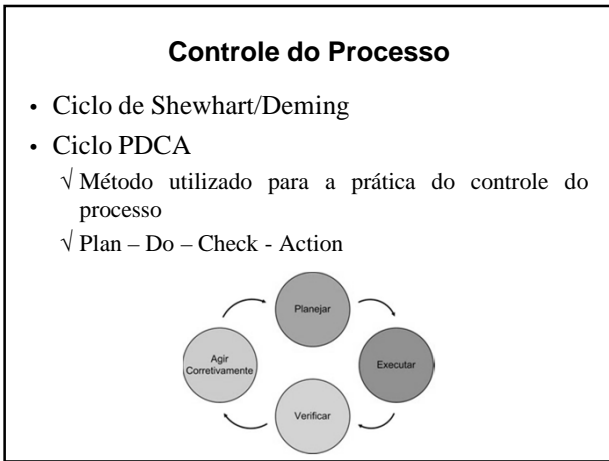 Controle do Processo
• Ciclo de Shewhart/Deming
• Ciclo PDCA
√ Método utilizado para a prática do controle do
processo
√ Plan – Do – Check - Action
Planejar
Agir
Corretivamente
Executar
Verificar